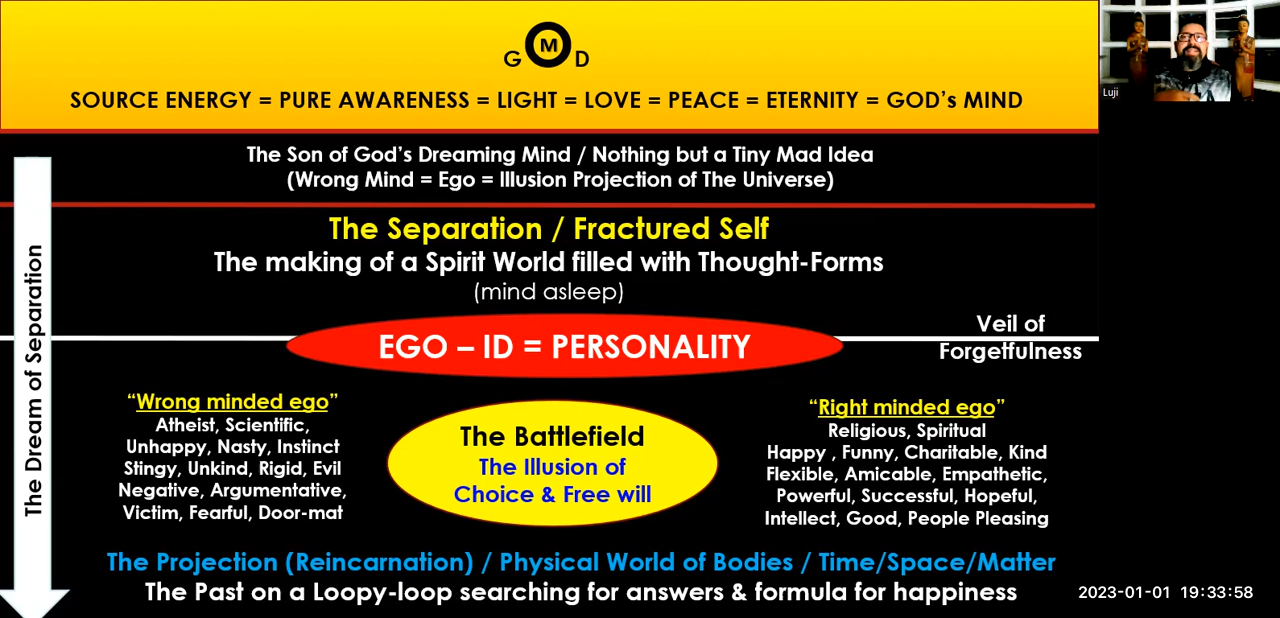 G M D
SOURCE ENERGY = PURE AWARENESS = LIGHT = LOVE = PEACE = ETERNITY = GOD's MIND
Luji
The Son of God's Dreaming Mind / Nothing but a Tiny Mad Idea
(Wrong Mind = Ego = Illusion Projection of The Universe)
The Separation / Fractured Self
The making of a Spirit World filled with Thought-Forms
(mind asleep)
The Dream of Separation
EGO – ID = PERSONALITY
Veil of
Forgetfulness
“Wrong minded ego”
Atheist, Scientific,
Unhappy, Nasty, Instinct
Stingy, Unkind, Rigid, Evil
Negative, Argumentative,
Victim, Fearful, Door-mat
The Battlefield
The Illusion of
Choice & Free will
“Right minded ego”
Religious, Spiritual
Happy , Funny, Charitable, Kind
Flexible, Amicable, Empathetic,
Powerful, Successful, Hopeful,
Intellect, Good, People Pleasing
The Projection (Reincarnation) / Physical World of Bodies / Time/Space/Matter
The Past on a Loopy-loop searching for answers & formula for happiness
2023-01-01 19:33:58